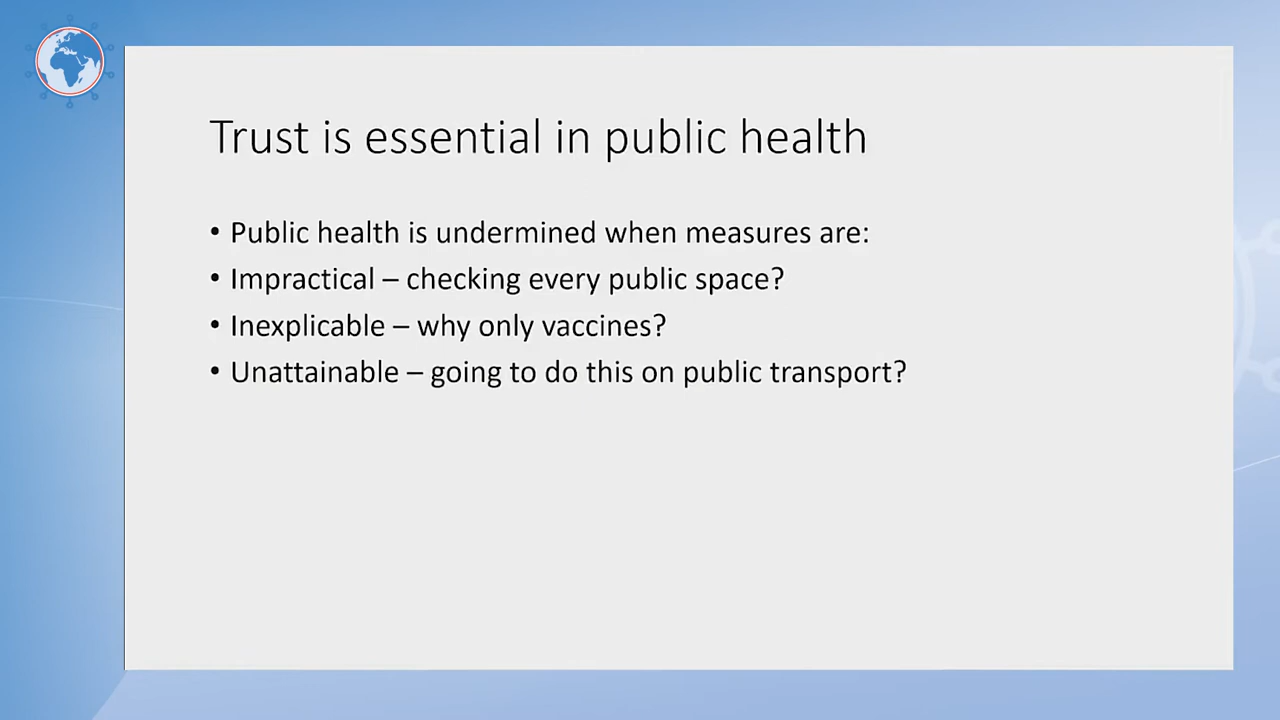 Trust is essential in public health
• Public health is undermined when measures are:
• Impractical – checking every public space?
• Inexplicable – why only vaccines?
• Unattainable – going to do this on public transport?